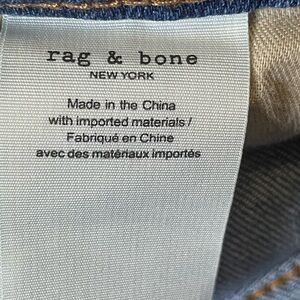 rag & bone
NEW YORK
Made in the China
with imported materials /
Fabriqué en Chine
avec des matériaux importés